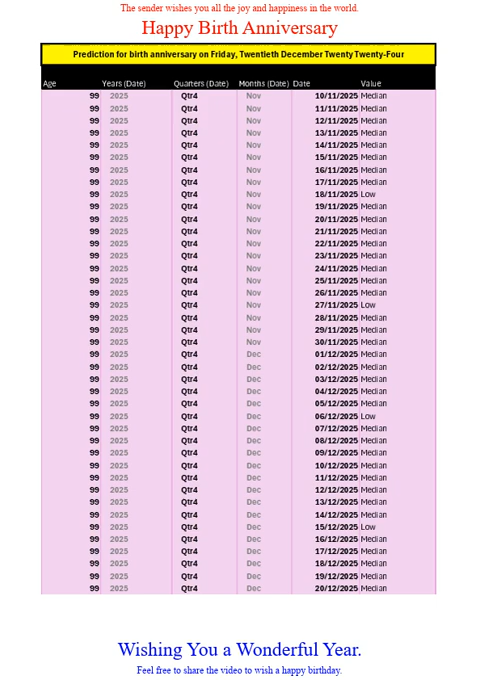 The sender wishes you all the joy and happiness in the world.
Happy Birth Anniversary
Prediction for birth anniversary on Friday, Twentieth December Twenty Twenty-Four
Age Years (Date) Quarters (Date) Months (Date) Date Value
99 2025 Qtr4 Nov 10/11/2025 Median
99 2025 Qtr4 Nov 11/11/2025 Median
99 2025 Qtr4 Nov 12/11/2025 Median
99 2025 Qtr4 Nov 13/11/2025 Median
99 2025 Qtr4 Nov 14/11/2025 Median
99 2025 Qtr4 Nov 15/11/2025 Median
99 2025 Qtr4 Nov 16/11/2025 Median
99 2025 Qtr4 Nov 17/11/2025 Median
99 2025 Qtr4 Nov 18/11/2025 Low
99 2025 Qtr4 Nov 19/11/2025 Median
99 2025 Qtr4 Nov 20/11/2025 Median
99 2025 Qtr4 Nov 21/11/2025 Median
99 2025 Qtr4 Nov 22/11/2025 Median
99 2025 Qtr4 Nov 23/11/2025 Median
99 2025 Qtr4 Nov 24/11/2025 Median
99 2025 Qtr4 Nov 25/11/2025 Median
99 2025 Qtr4 Nov 26/11/2025 Median
99 2025 Qtr4 Nov 27/11/2025 Low
99 2025 Qtr4 Nov 28/11/2025 Median
99 2025 Qtr4 Nov 29/11/2025 Median
99 2025 Qtr4 Nov 30/11/2025 Median
99 2025 Qtr4 Dec 01/12/2025 Median
99 2025 Qtr4 Dec 02/12/2025 Median
99 2025 Qtr4 Dec 03/12/2025 Median
99 2025 Qtr4 Dec 04/12/2025 Median
99 2025 Qtr4 Dec 05/12/2025 Median
99 2025 Qtr4 Dec 06/12/2025 Low
99 2025 Qtr4 Dec 07/12/2025 Median
99 2025 Qtr4 Dec 08/12/2025 Median
99 2025 Qtr4 Dec 09/12/2025 Median
99 2025 Qtr4 Dec 10/12/2025 Median
99 2025 Qtr4 Dec 11/12/2025 Median
99 2025 Qtr4 Dec 12/12/2025 Median
99 2025 Qtr4 Dec 13/12/2025 Median
99 2025 Qtr4 Dec 14/12/2025 Median
99 2025 Qtr4 Dec 15/12/2025 Low
99 2025 Qtr4 Dec 16/12/2025 Median
99 2025 Qtr4 Dec 17/12/2025 Median
99 2025 Qtr4 Dec 18/12/2025 Median
99 2025 Qtr4 Dec 19/12/2025 Median
99 2025 Qtr4 Dec 20/12/2025 Median
Wishing You a Wonderful Year.
Feel free to share the video to wish a happy birthday.